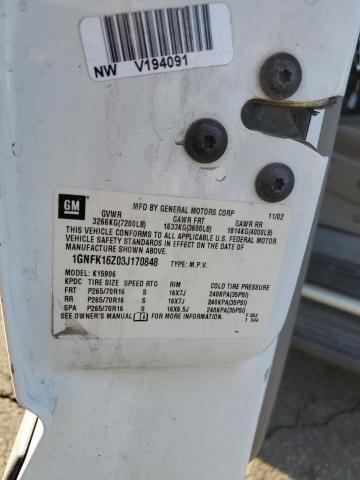 NW V194091
GM
MFD BY GENERAL MOTORS CORP 11/02
GVWR GAWR FRT GAWR RR
3266KG(7200LB) 1633KG(3600LB) 1814KG(4000LB)
THIS VEHICLE CONFORMS TO ALL APPLICABLE U.S. FEDERAL MOTOR
VEHICLE SAFETY STANDARDS IN EFFECT ON THE DATE OF
MANUFACTURE SHOWN ABOVE.
1GNFK16Z03J170848 TYPE: M.P.V.
MODEL: K15906
KPDC TIRE SIZE SPEED RTG RIM COLD TIRE PRESSURE
FRT P265/70R16 S 16X7J 240KPA(35PSI)
RR P265/70R16 S 16X7J 240KPA(35PSI)
SPA P265/70R16 S 16X6.5J 240KPA(35PSI)
SEE OWNER'S MANUAL FOR MORE INFORMATION.